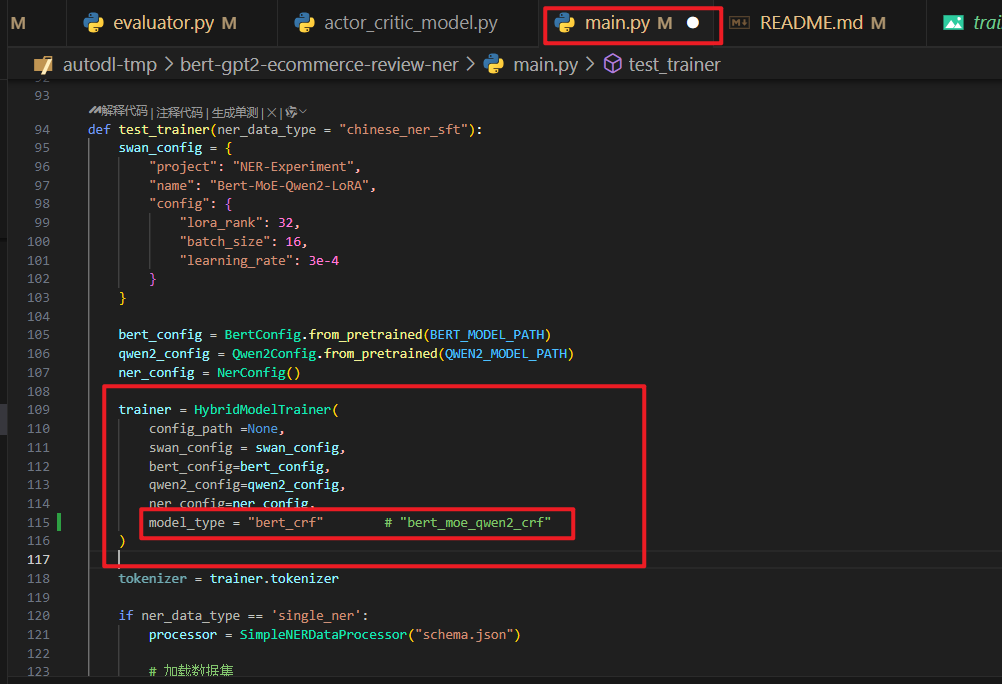 M evaluator.py M actor_critic_model.py main.py M README.md M trai
autodl-tmp > bert-gpt2-ecommerce-review-ner > main.py > test_trainer
93
解释代码 | 注释代码 | 生成单测 | X |
94 def test_trainer(ner_data_type = "chinese_ner_sft"):
95 swan_config = {
96 "project": "NER-Experiment",
97 "name": "Bert-MoE-Qwen2-LoRA",
98 "config": {
99 "lora_rank": 32,
100 "batch_size": 16,
101 "learning_rate": 3e-4
102 }
103 }
104
105 bert_config = BertConfig.from_pretrained(BERT_MODEL_PATH)
106 qwen2_config = Qwen2Config.from_pretrained(QWEN2_MODEL_PATH)
107 ner_config = NerConfig()
108
109 trainer = HybridModelTrainer(
110 config_path =None,
111 swan_config = swan_config,
112 bert_config=bert_config,
113 qwen2_config=qwen2_config,
114 ner_config=ner_config,
115 model_type = "bert_crf" # "bert_moe_qwen2_crf"
116 )
117
118 tokenizer = trainer.tokenizer
119
120 if ner_data_type == 'single_ner':
121 processor = SimpleNERDataProcessor("schema.json")
122
123 # 加载数据集